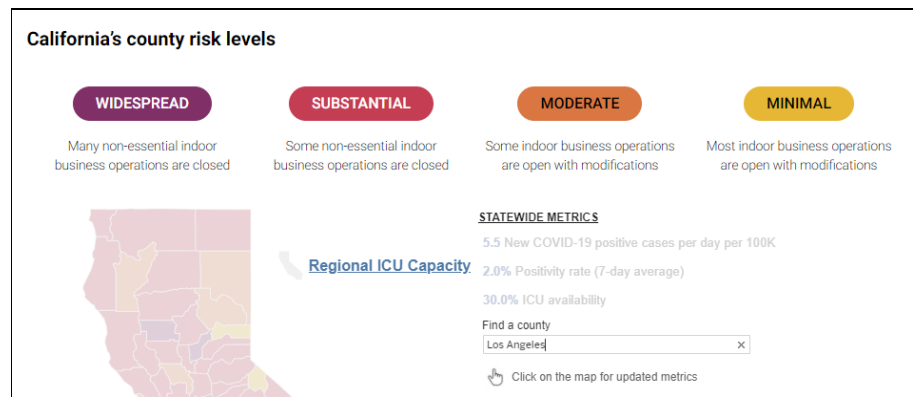 California's county risk levels
WIDESPREAD
Many non-essential indoor
business operations are closed
SUBSTANTIAL
Some non-essential indoor
business operations are closed
MODERATE
Some indoor business operations
are open with modifications
MINIMAL
Most indoor business operations
are open with modifications
Regional ICU Capacity
STATEWIDE METRICS
5.5 New COVID-19 positive cases per day per 100K
2.0% Positivity rate (7-day average)
30.0% ICU availability
Find a county
Los Angeles
Click on the map for updated metrics